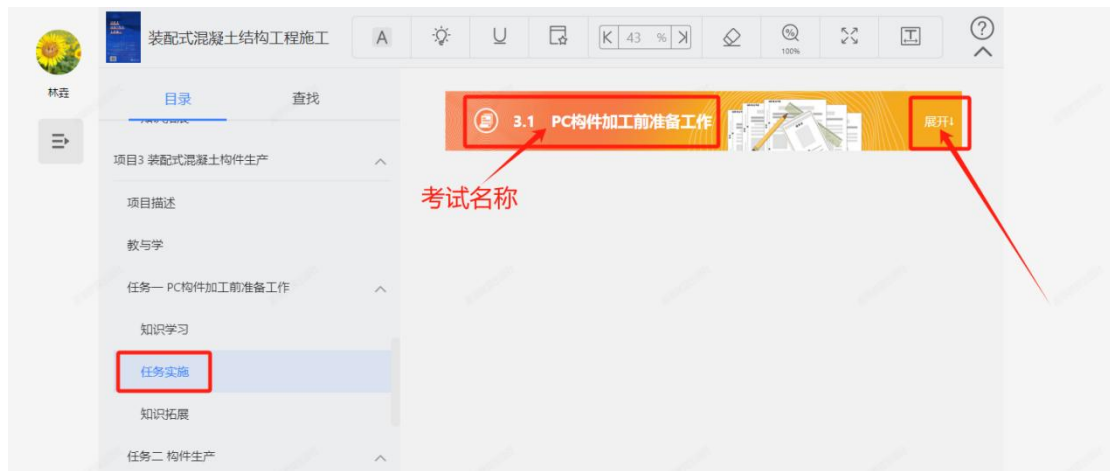 装配式混凝土结构工程施工
A
U
43 %
100%
林垚
目录
查找
项目3 装配式混凝土构件生产
项目描述
教与学
任务一 PC构件加工前准备工作
知识学习
任务实施
知识拓展
任务二 构件生产
3.1 PC构件加工前准备工作
展开↓
考试名称